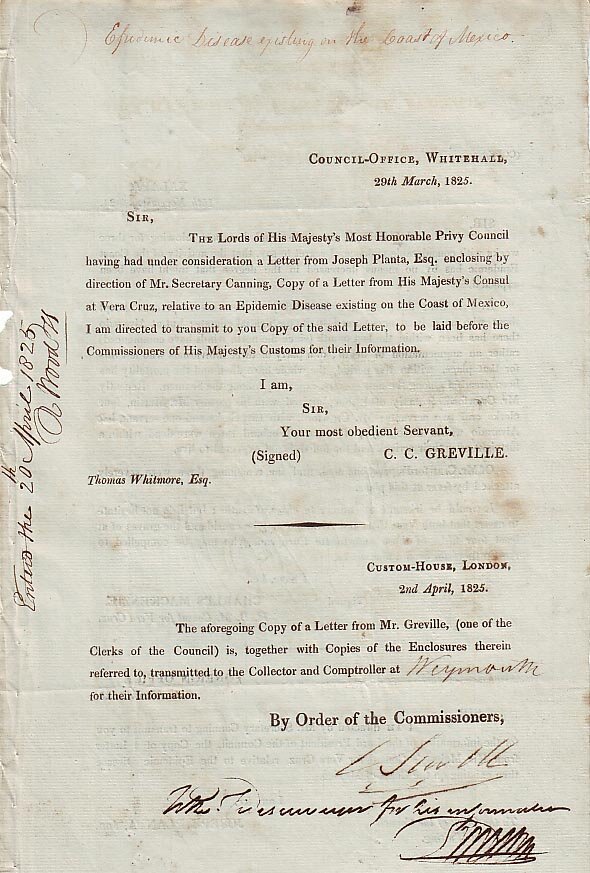 Epidemic Disease existing on the Coast of Mexico.
Council-Office, Whitehall,
29th March, 1825.
Sir,
The Lords of His Majesty's Most Honorable Privy Council
having had under consideration a Letter from Joseph Planta, Esq. enclosing by
direction of Mr. Secretary Canning, Copy of a Letter from His Majesty's Consul
at Vera Cruz, relative to an Epidemic Disease existing on the Coast of Mexico,
I am directed to transmit to you Copy of the said Letter, to be laid before the
Commissioners of His Majesty's Customs for their Information.
I am,
Sir,
Your most obedient Servant,
(Signed) C. C. GREVILLE.
Thomas Whitmore, Esq.
Custom-House, London,
2nd April, 1825.
The aforegoing Copy of a Letter from Mr. Greville, (one of the
Clerks of the Council) is, together with Copies of the Enclosures therein
referred to, transmitted to the Collector and Comptroller at Weymouth
for their Information.
By Order of the Commissioners,
To the for his information
Enterd the 20th April 1825